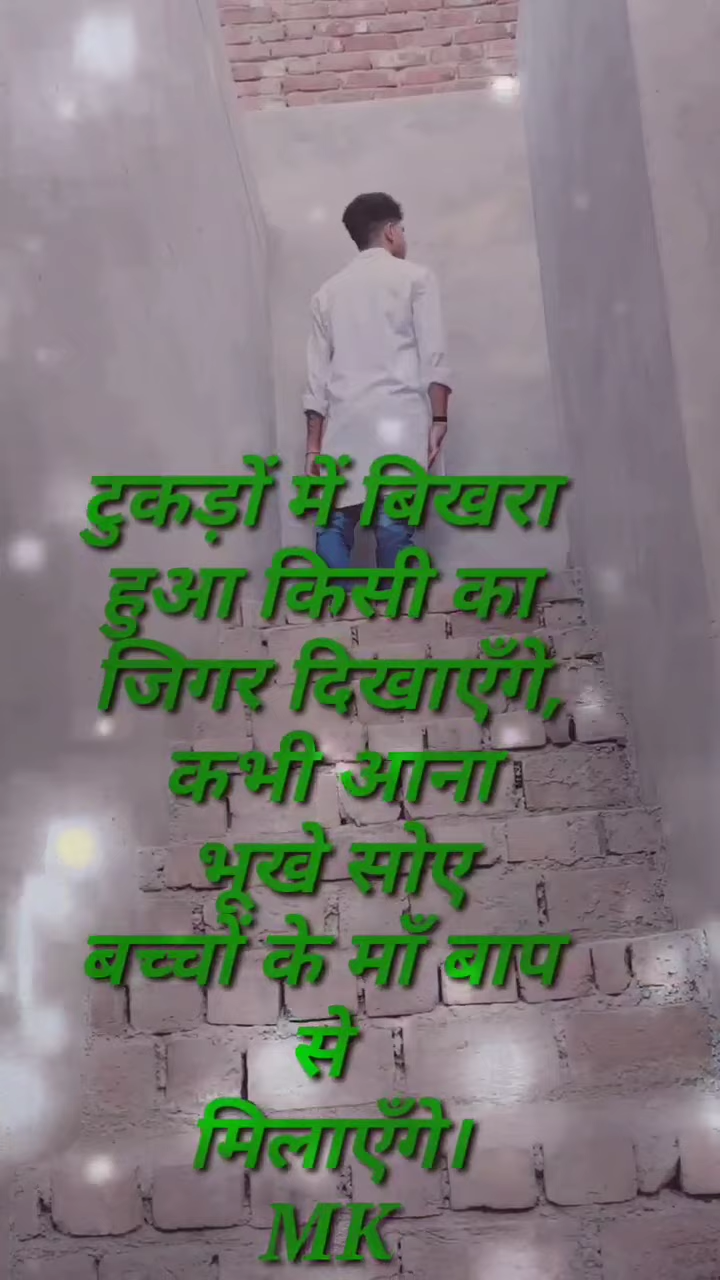 टुकड़ों में बिखरा
हुआ किसी का
जिगर दिखाएँगे,
कभी आना
भूखे सोए
बच्चों के माँ बाप
से
मिलाएँगे।
MK